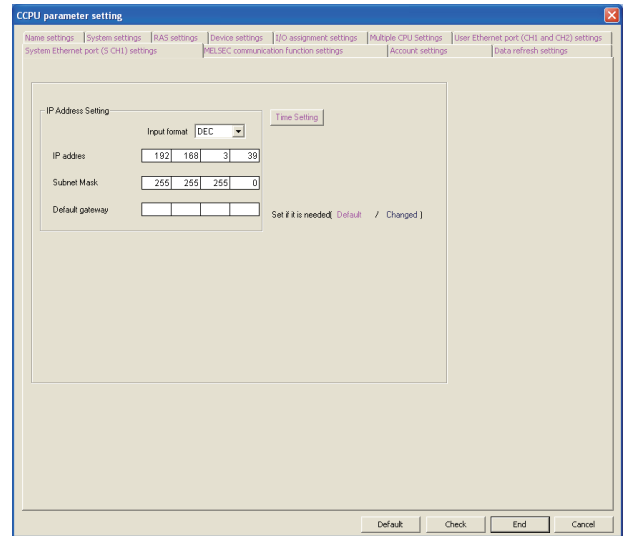 CCPU parameter setting
Name settings System settings RAS settings Device settings I/O assignment settings Multiple CPU Settings User Ethernet port (CH1 and CH2) settings
System Ethernet port (S CH1) settings MELSEC communication function settings Account settings Data refresh settings
IP Address Setting
Time Setting
Input format DEC
IP addres 192 168 3 39
Subnet Mask 255 255 255 0
Default gateway
Set if it is needed( Default / Changed )
Default Check End Cancel